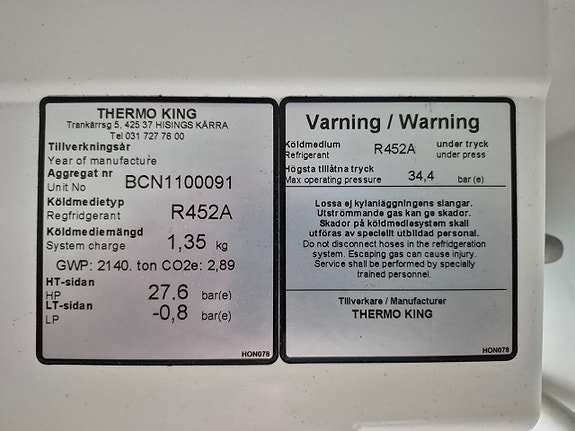 THERMO KING
Trankärrsg 5, 425 37 HISINGS KÄRRA
Tel 031 727 76 00
Tillverkningsår
Year of manufacture
Aggregat nr
Unit No BCN1100091
Köldmedietyp
Regfridgerant R452A
Köldmediemängd
System charge 1,35 kg
GWP: 2140. ton CO2e: 2,89
HT-sidan
HP 27.6 bar(e)
LT-sidan
LP -0,8 bar(e)
HON078
Varning / Warning
Köldmedium R452A under tryck
Refrigerant under press
Högsta tillåtna tryck
Max operating pressure 34,4 bar (e)
Lossa ej kylanläggningens slangar.
Utströmmande gas kan ge skador.
Skador på köldmediesystem skall
utföras av speciellt utbildad personal.
Do not disconnect hoses in the refrigeration
system. Escaping gas can cause injury.
Service shall be performed by specially
trained personnel.
Tillverkare / Manufacturer
THERMO KING
HON078